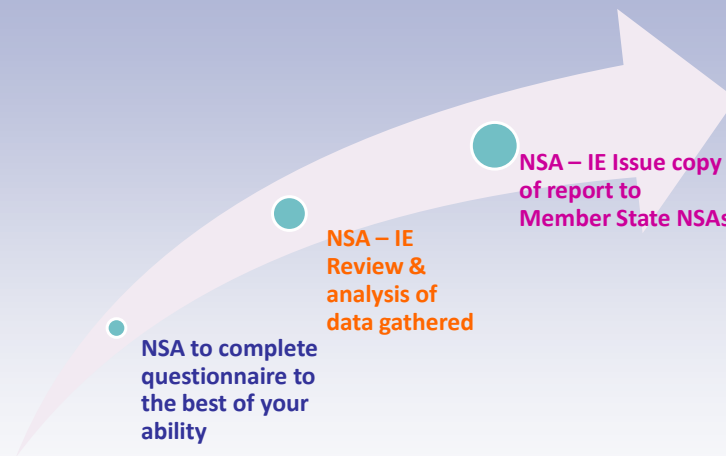 NSA – IE Issue copy
of report to
Member State NSAs
NSA – IE
Review &
analysis of
data gathered
NSA to complete
questionnaire to
the best of your
ability